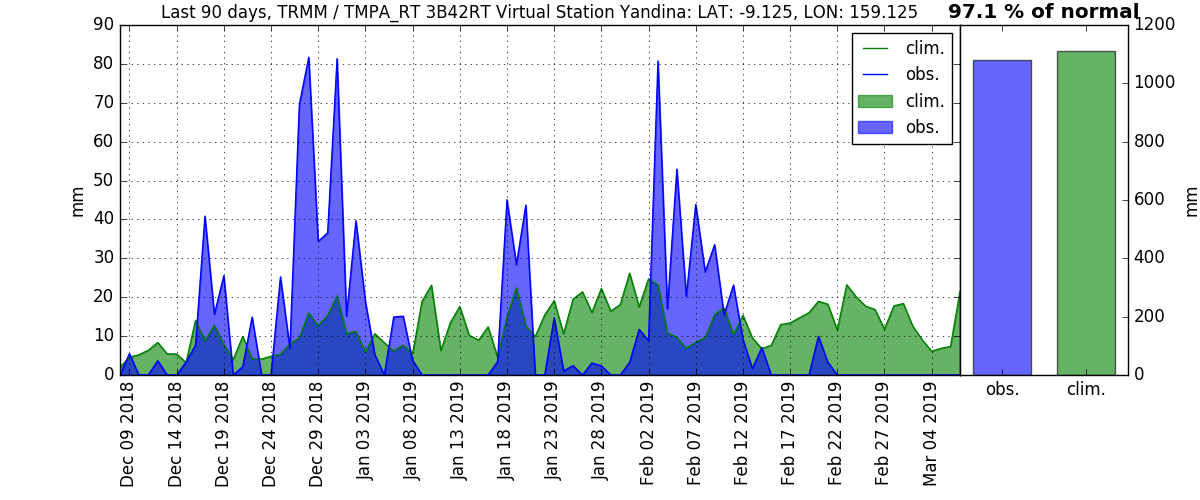 Last 90 days, TRMM / TMPA_RT 3B42RT Virtual Station Yandina: LAT: -9.125, LON: 159.125
97.1 % of normal
90
80
70
60
50
40
30
20
10
0
mm
clim.
obs.
clim.
obs.
1200
1000
800
600
400
200
0
mm
obs.
clim.
Dec 09 2018
Dec 14 2018
Dec 19 2018
Dec 24 2018
Dec 29 2018
Jan 03 2019
Jan 08 2019
Jan 13 2019
Jan 18 2019
Jan 23 2019
Jan 28 2019
Feb 02 2019
Feb 07 2019
Feb 12 2019
Feb 17 2019
Feb 22 2019
Feb 27 2019
Mar 04 2019